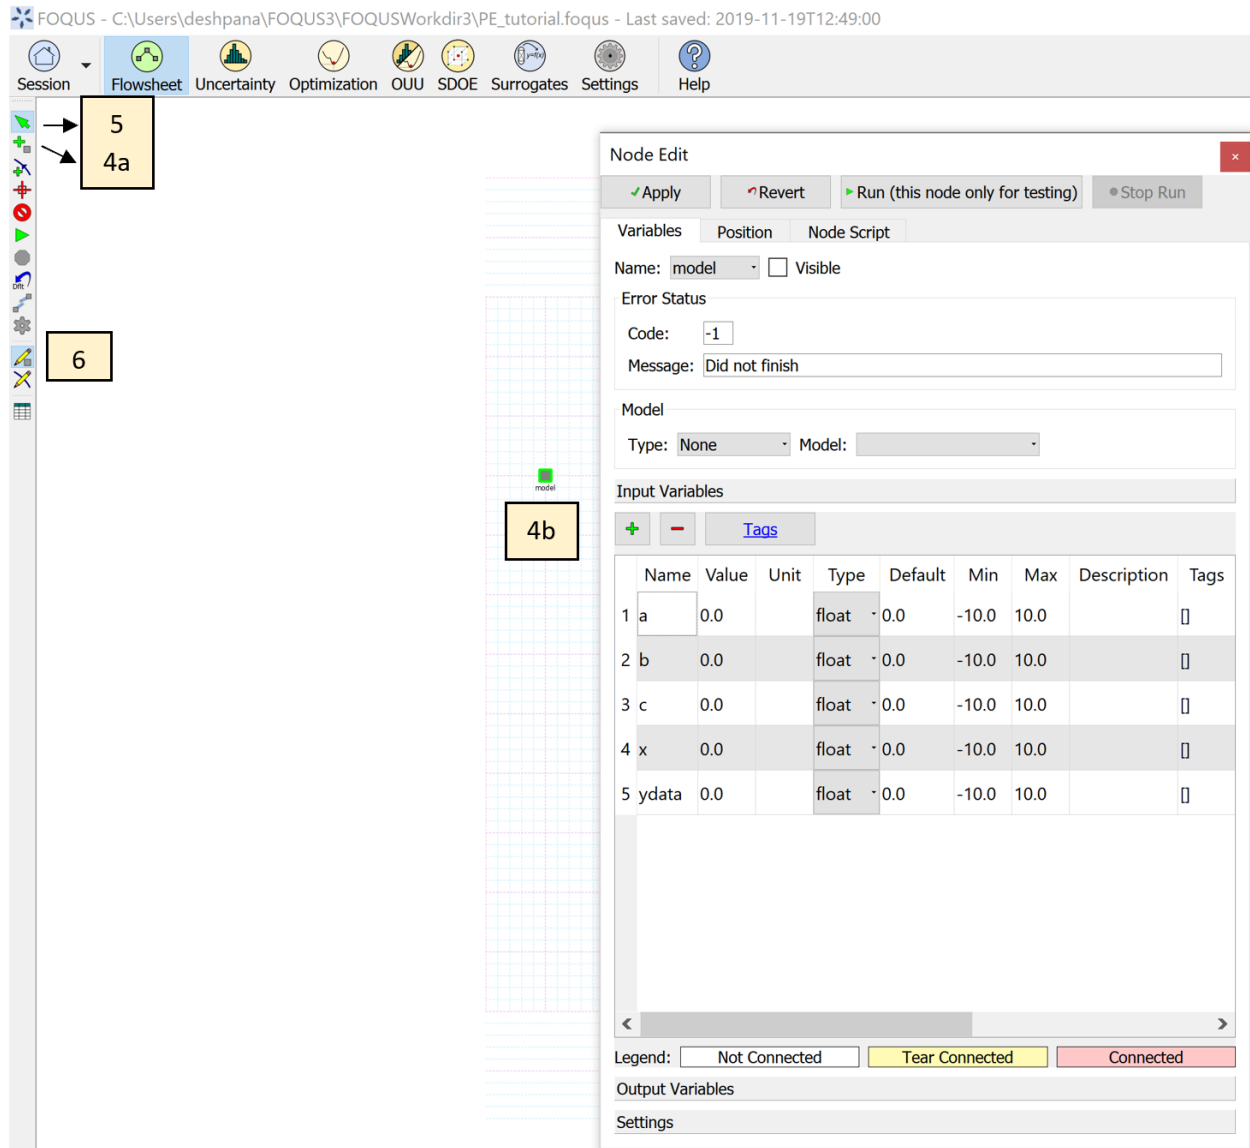 FOQUS - C:\Users\deshpana\FOQUS3\FOQUSWorkdir3\PE_tutorial.foqus - Last saved: 2019-11-19T12:49:00
Session Flowsheet Uncertainty Optimization OUU SDOE Surrogates Settings Help
y=f(x)
5
4a
Dflt
6
model
4b
Node Edit
×
Apply Revert Run (this node only for testing) Stop Run
Variables Position Node Script
Name: model Visible
Error Status
Code: -1
Message: Did not finish
Model
Type: None Model:
Input Variables
+ − Tags
Name Value Unit Type Default Min Max Description Tags
1 a 0.0 float 0.0 -10.0 10.0 []
2 b 0.0 float 0.0 -10.0 10.0 []
3 c 0.0 float 0.0 -10.0 10.0 []
4 x 0.0 float 0.0 -10.0 10.0 []
5 ydata 0.0 float 0.0 -10.0 10.0 []
Legend: Not Connected Tear Connected Connected
Output Variables
Settings